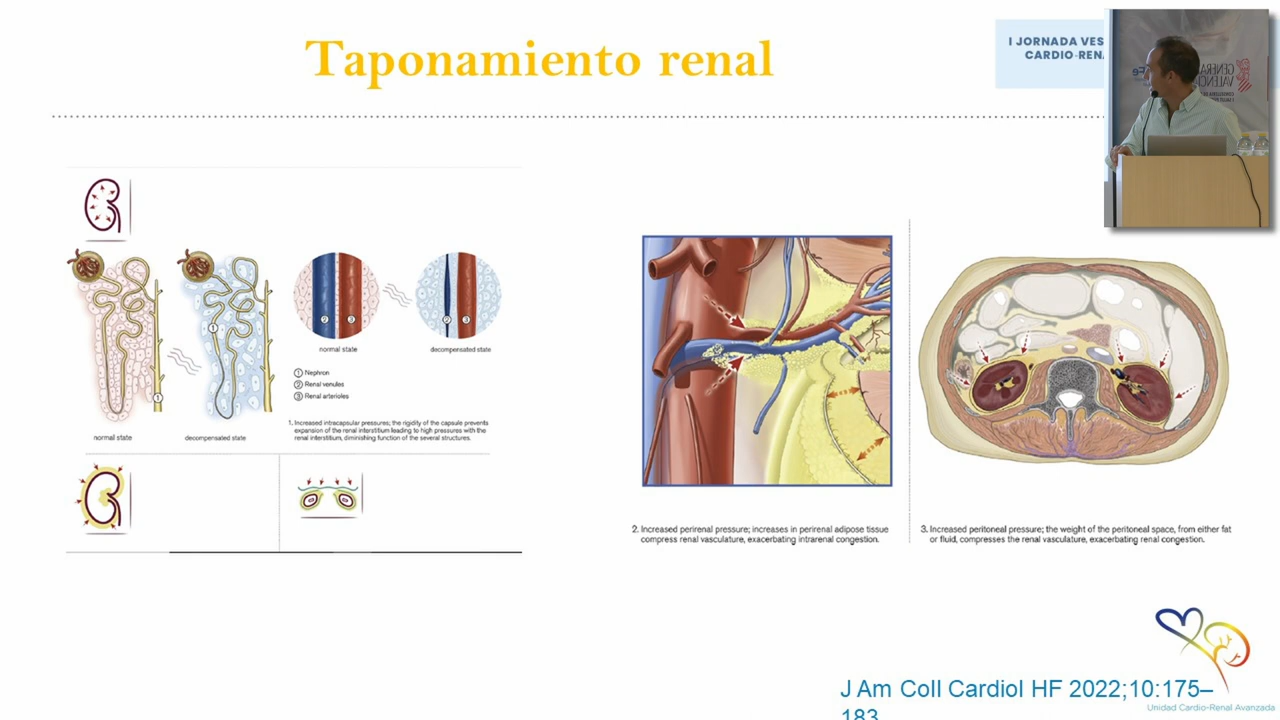 Taponamiento renal
I JORNADA VES
CARDIO-REN
GENERA
VALENC
normal state
decompensated state
1 Nephron
2 Renal venules
3 Renal arterioles
1. Increased intracapsular pressures; the rigidity of the capsule prevents
expansion of the renal interstitium leading to high pressures with the
renal interstitium, diminishing function of the several structures.
normal state
decompensated state
2. Increased perirenal pressure; increases in perirenal adipose tissue
compress renal vasculature, exacerbating intrarenal congestion.
3. Increased peritoneal pressure; the weight of the peritoneal space, from either fat
or fluid, compresses the renal vasculature, exacerbating renal congestion.
J Am Coll Cardiol HF 2022;10:175–
183
Unidad Cardio-Renal Avanzada